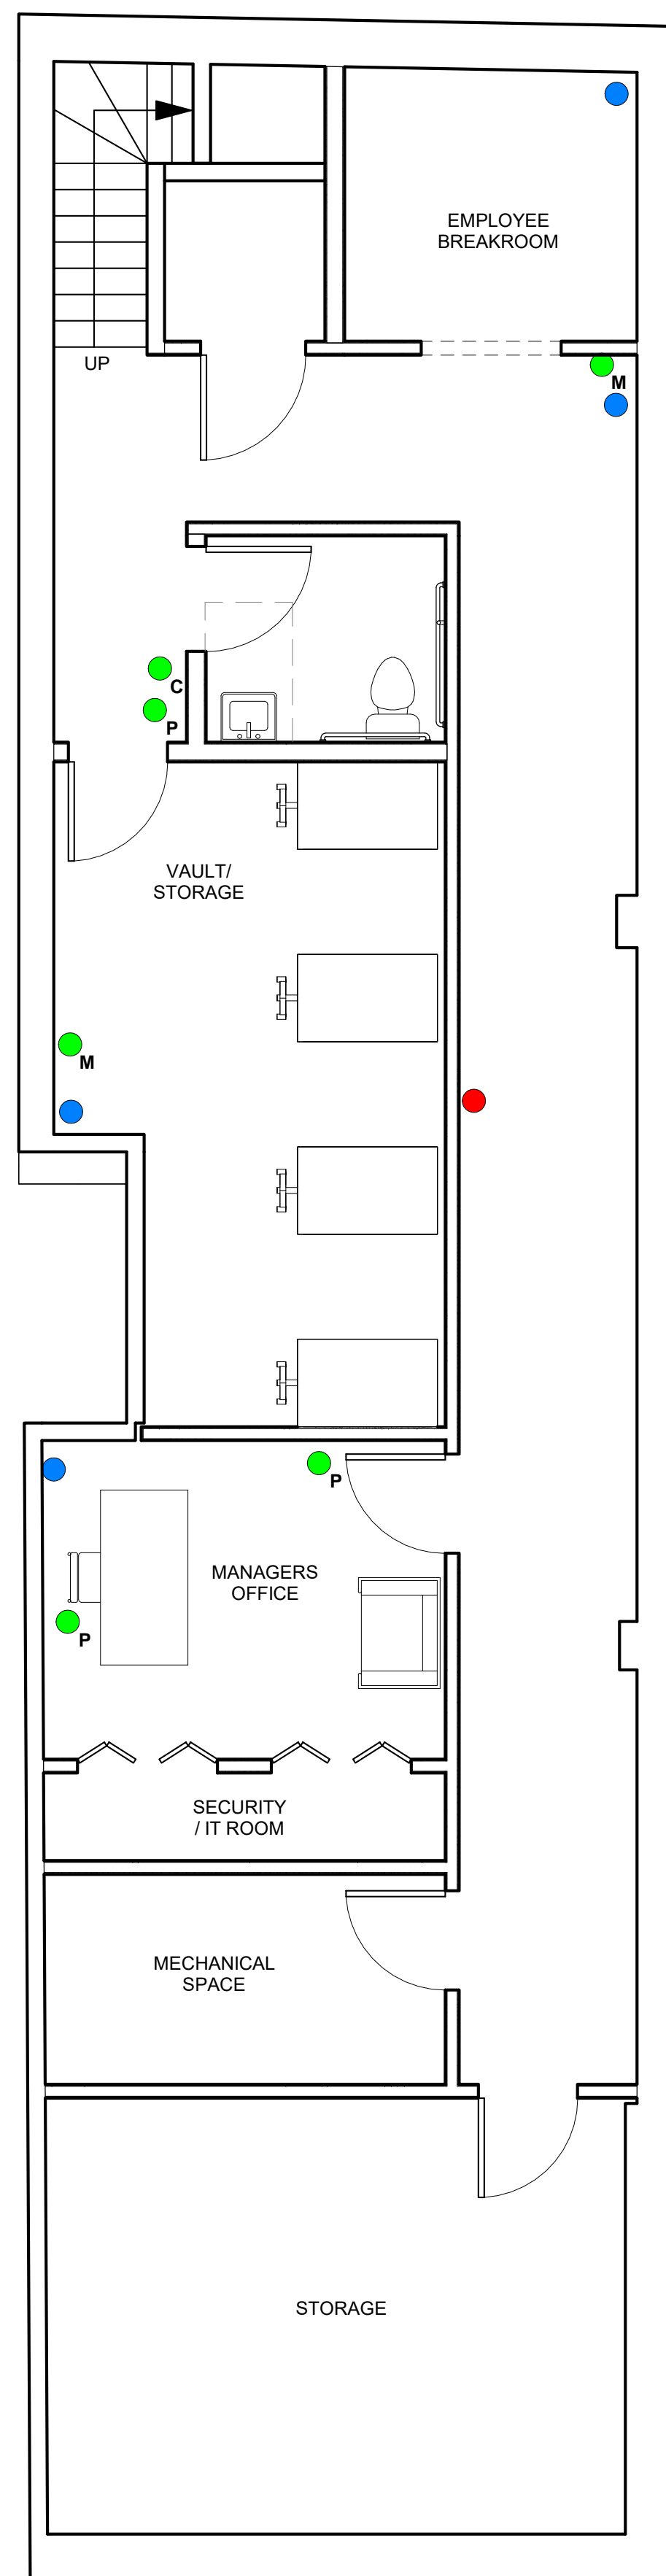 EMPLOYEE
BREAKROOM
UP
M
C
P
VAULT/
STORAGE
M
P
MANAGERS
OFFICE
P
SECURITY
/ IT ROOM
MECHANICAL
SPACE
STORAGE